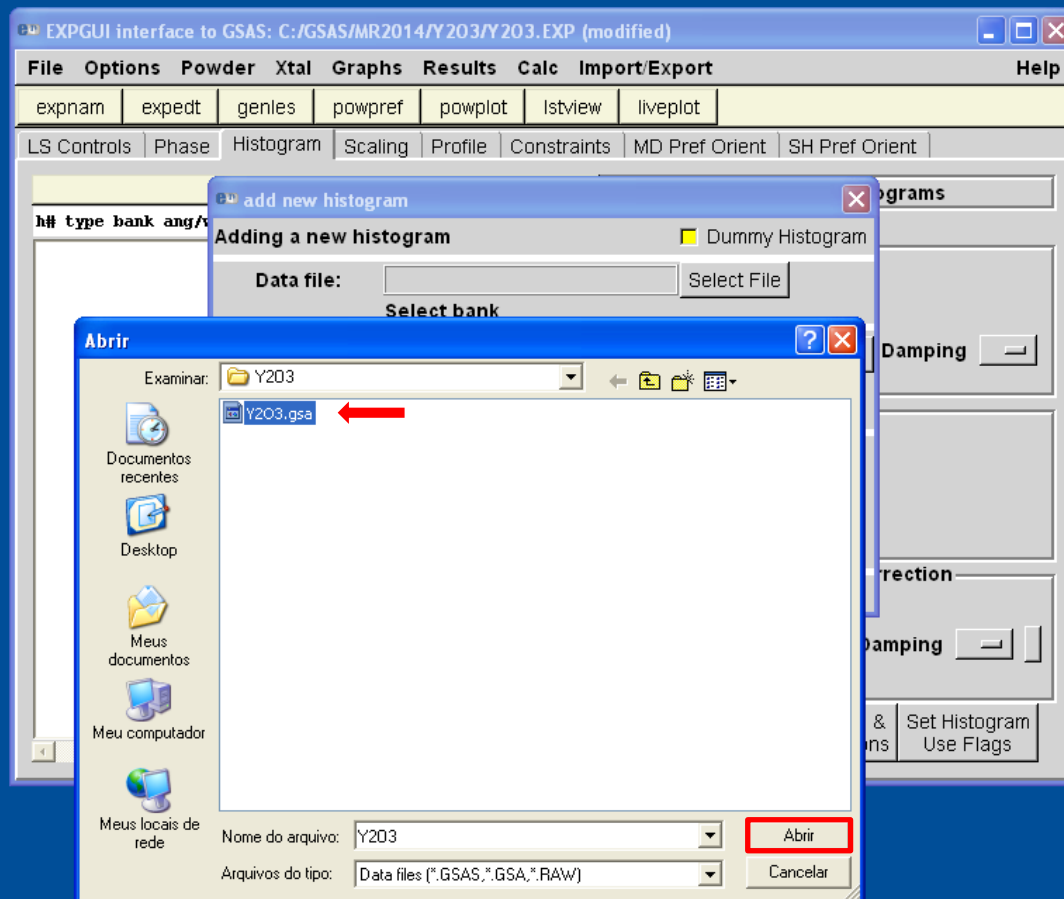 EXPGUI interface to GSAS: C:/GSAS/MR2014/Y2O3/Y2O3.EXP (modified)
File Options Powder Xtal Graphs Results Calc Import/Export Help
expnam expedt genles powpref powplot lstview liveplot
LS Controls Phase Histogram Scaling Profile Constraints MD Pref Orient SH Pref Orient
h# type bank
add new histogram
Adding a new histogram Dummy Histogram
Data file: Select File
Select bank
Damping
Damping
& Set Histogram
Use Flags
Abrir
Examinar: Y2O3
Y2O3.gsa
Documentos
recentes
Desktop
Meus
documentos
Meu computador
Meus locais de
rede
Nome do arquivo: Y2O3 Abrir
Arquivos do tipo: Data files (*.GSAS,*.GSA,*.RAW) Cancelar